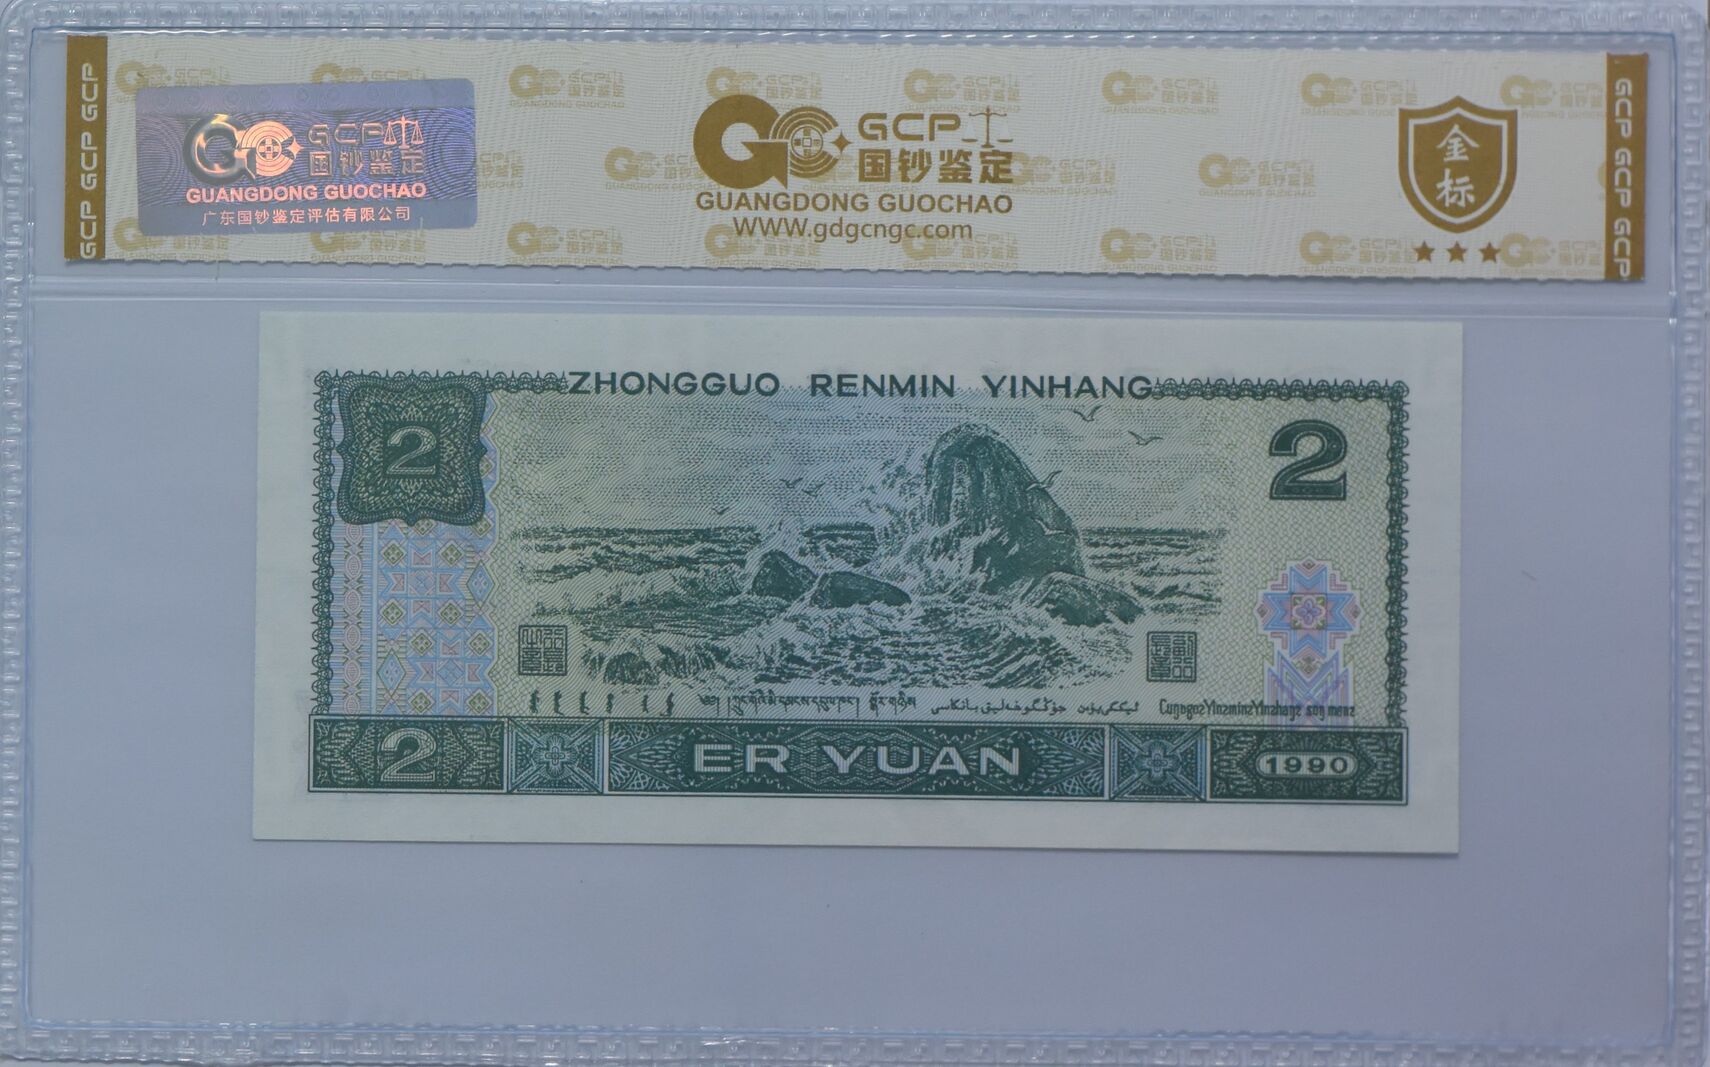 GCP GCP GCP
GCP
国钞鉴定
GUANGDONG GUOCHAO
广东国钞鉴定评估有限公司
GCP
国钞鉴定
GUANGDONG GUOCHAO
WWW.gdgcngc.com
金标
GCP GCP GCP
ZHONGGUO RENMIN YINHANG
2
2
2
ER YUAN
1990